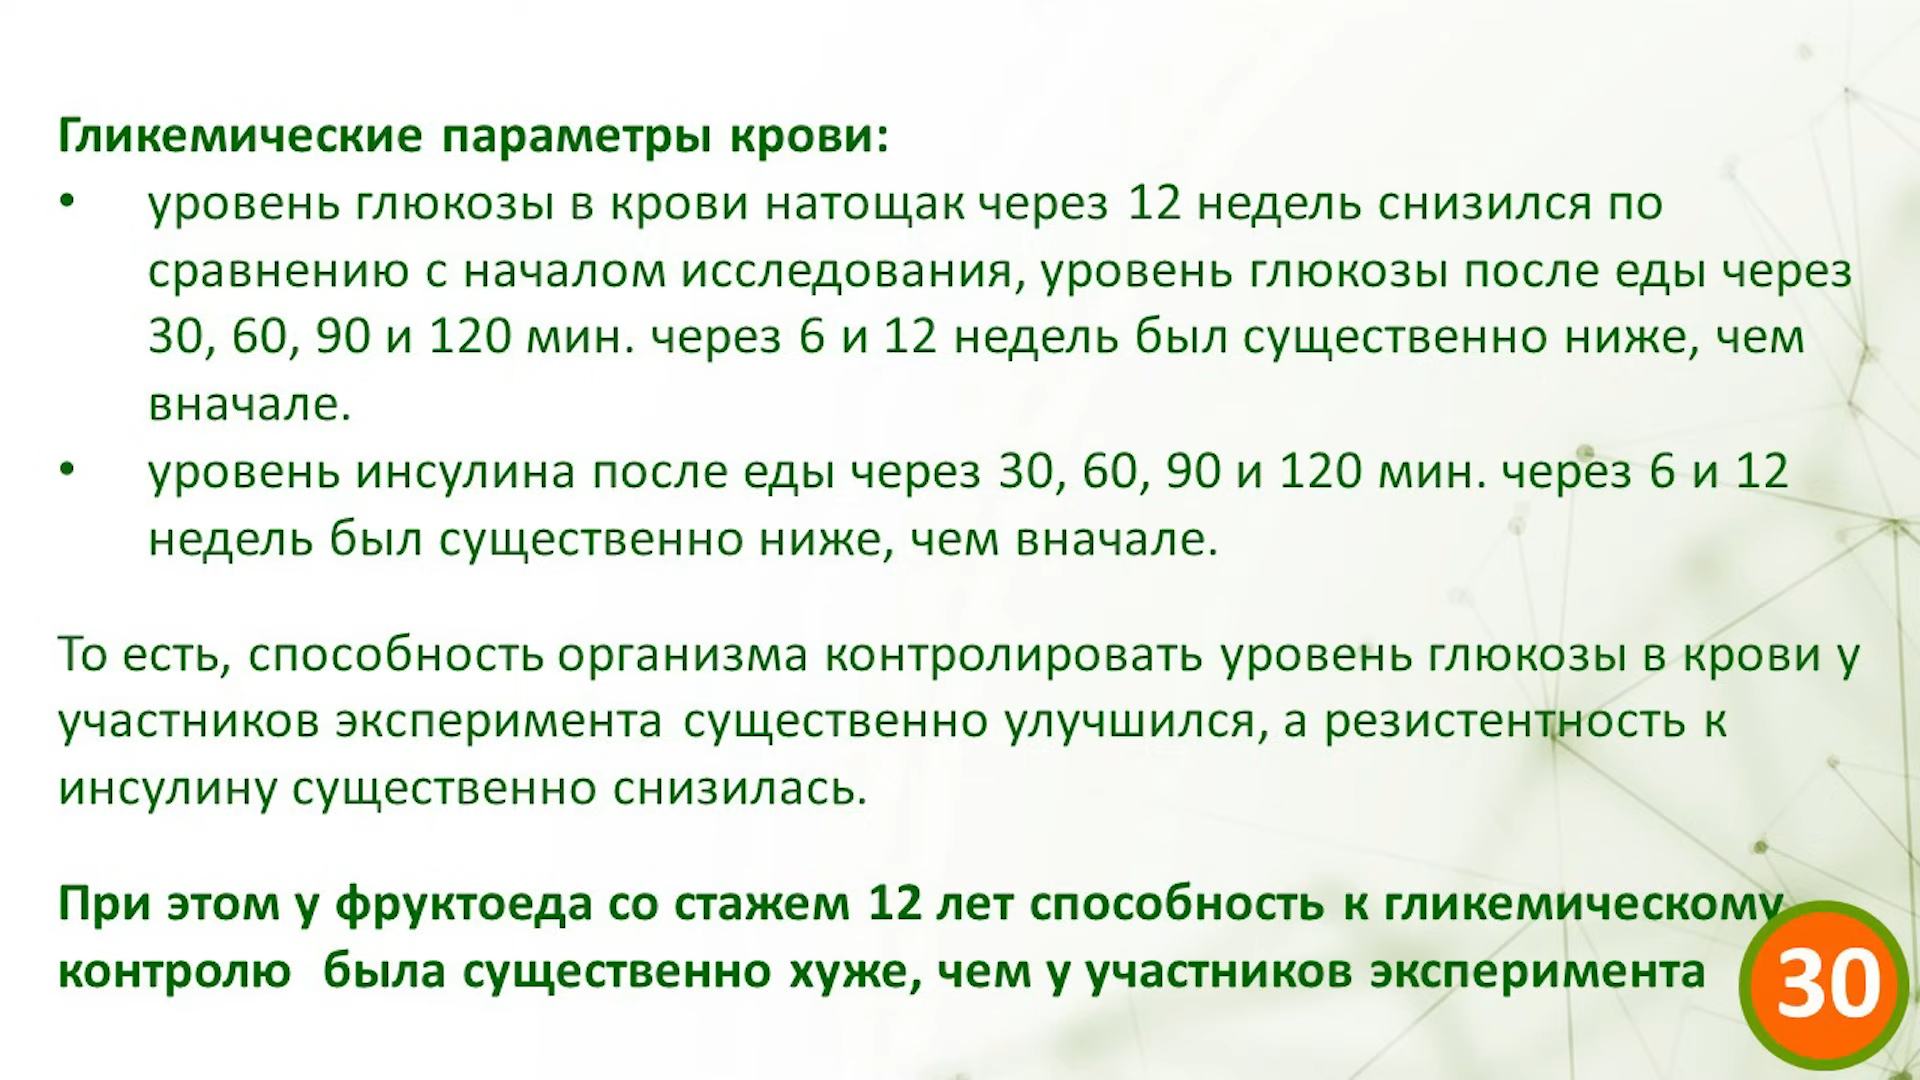 Гликемические параметры крови:
• уровень глюкозы в крови натощак через 12 недель снизился по
сравнению с началом исследования, уровень глюкозы после еды через
30, 60, 90 и 120 мин. через 6 и 12 недель был существенно ниже, чем
вначале.
• уровень инсулина после еды через 30, 60, 90 и 120 мин. через 6 и 12
недель был существенно ниже, чем вначале.
То есть, способность организма контролировать уровень глюкозы в крови у
участников эксперимента существенно улучшился, а резистентность к
инсулину существенно снизилась.
При этом у фруктоеда со стажем 12 лет способность к гликемическому
контролю  была существенно хуже, чем у участников эксперимента
30